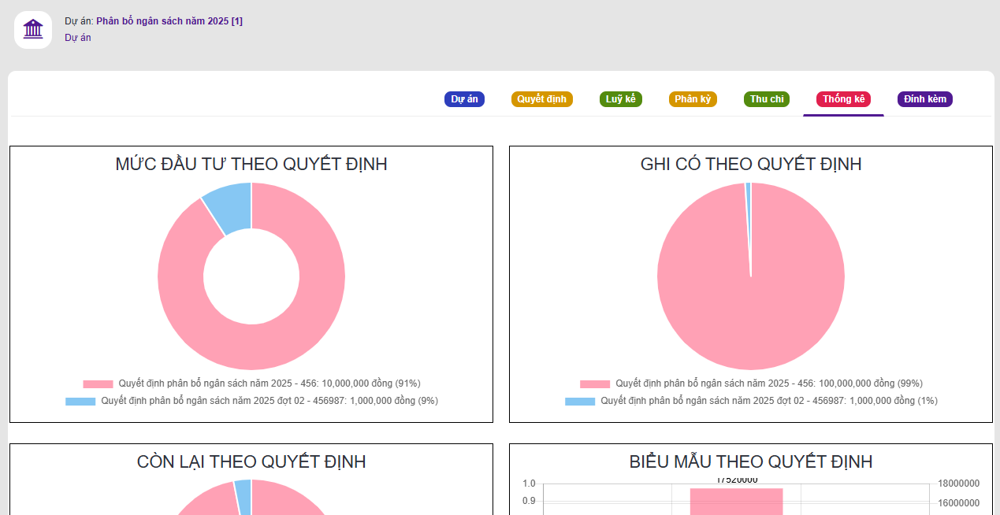 Dự án: Phân bổ ngân sách năm 2025 [1]
Dự án
Dự án Quyết định Luỹ kế Phân kỳ Thu chi Thống kê Đính kèm
MỨC ĐẦU TƯ THEO QUYẾT ĐỊNH
Quyết định phân bổ ngân sách năm 2025 - 456: 10,000,000 đồng (91%)
Quyết định phân bổ ngân sách năm 2025 đợt 02 - 456987: 1,000,000 đồng (9%)
GHI CÓ THEO QUYẾT ĐỊNH
Quyết định phân bổ ngân sách năm 2025 - 456: 100,000,000 đồng (99%)
Quyết định phân bổ ngân sách năm 2025 đợt 02 - 456987: 1,000,000 đồng (1%)
CÒN LẠI THEO QUYẾT ĐỊNH
BIỂU MẪU THEO QUYẾT ĐỊNH
17520000
1.0 18000000
0.9 16000000